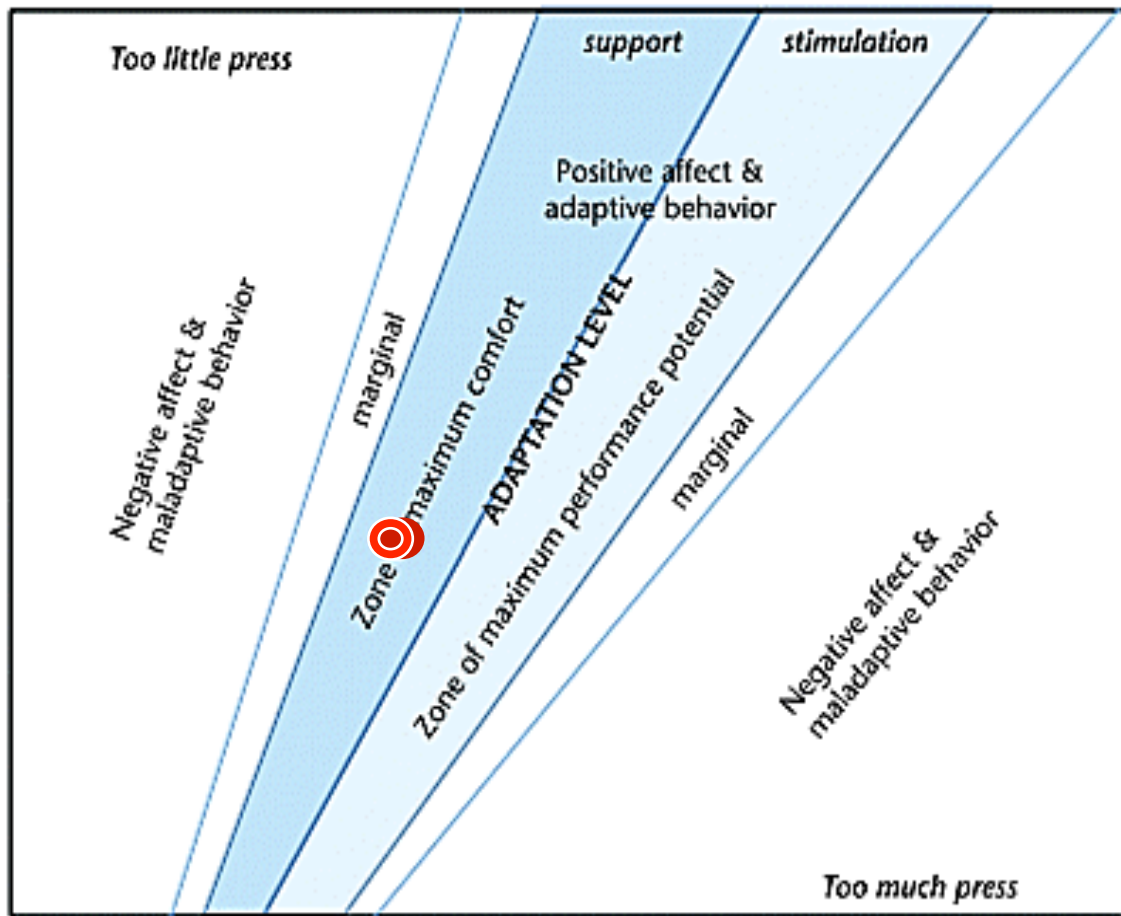 Too little press
support
stimulation
Positive affect &
adaptive behavior
Negative affect &
maladaptive behavior
marginal
Zone maximum comfort
ADAPTATION LEVEL
Zone of maximum performance potential
marginal
Negative affect &
maladaptive behavior
Too much press